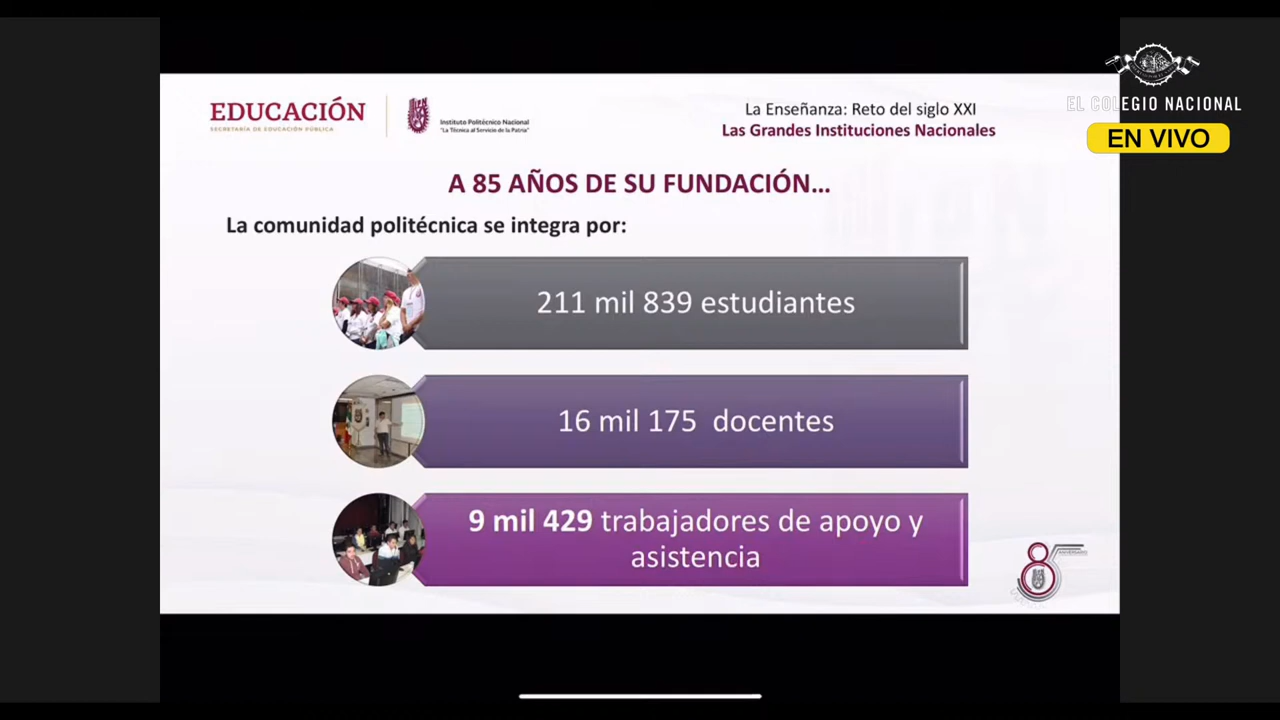 EDUCACIÓN
SECRETARÍA DE EDUCACIÓN PÚBLICA
Instituto Politécnico Nacional
"La Técnica al Servicio de la Patria"
La Enseñanza: Reto del siglo XXI
Las Grandes Instituciones Nacionales
EL COLEGIO NACIONAL
EN VIVO
A 85 AÑOS DE SU FUNDACIÓN...
La comunidad politécnica se integra por:
211 mil 839 estudiantes
16 mil 175 docentes
9 mil 429 trabajadores de apoyo y
asistencia
85
ANIVERSARIO